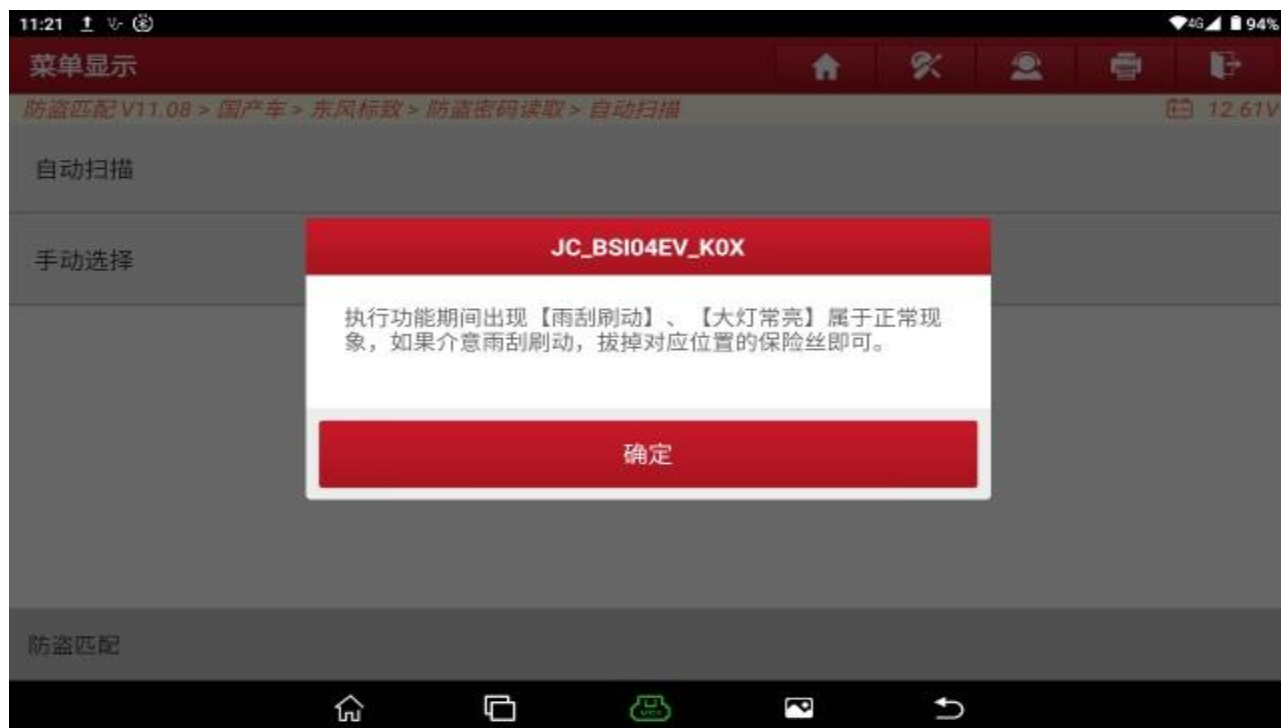 11:21
4G 94%
菜单显示
防盗匹配 V11.08 > 国产车 > 东风标致 > 防盗密码读取 > 自动扫描
12.61V
自动扫描
手动选择
JC_BSI04EV_K0X
执行功能期间出现【雨刮刷动】、【大灯常亮】属于正常现
象，如果介意雨刮刷动，拔掉对应位置的保险丝即可。
确定
防盗匹配